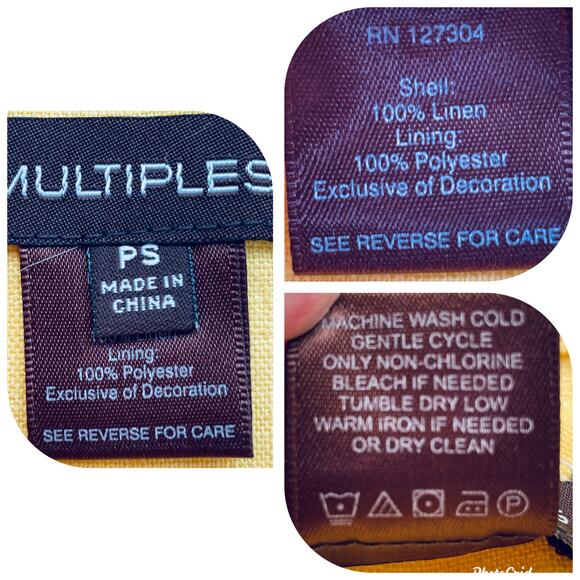 MULTIPLES
PS
MADE IN
CHINA
Lining:
100% Polyester
Exclusive of Decoration
SEE REVERSE FOR CARE
RN 127304
Shell:
100% Linen
Lining:
100% Polyester
Exclusive of Decoration
SEE REVERSE FOR CARE
MACHINE WASH COLD
GENTLE CYCLE
ONLY NON-CHLORINE
BLEACH IF NEEDED
TUMBLE DRY LOW
WARM IRON IF NEEDED
OR DRY CLEAN
P
PhotoGrid